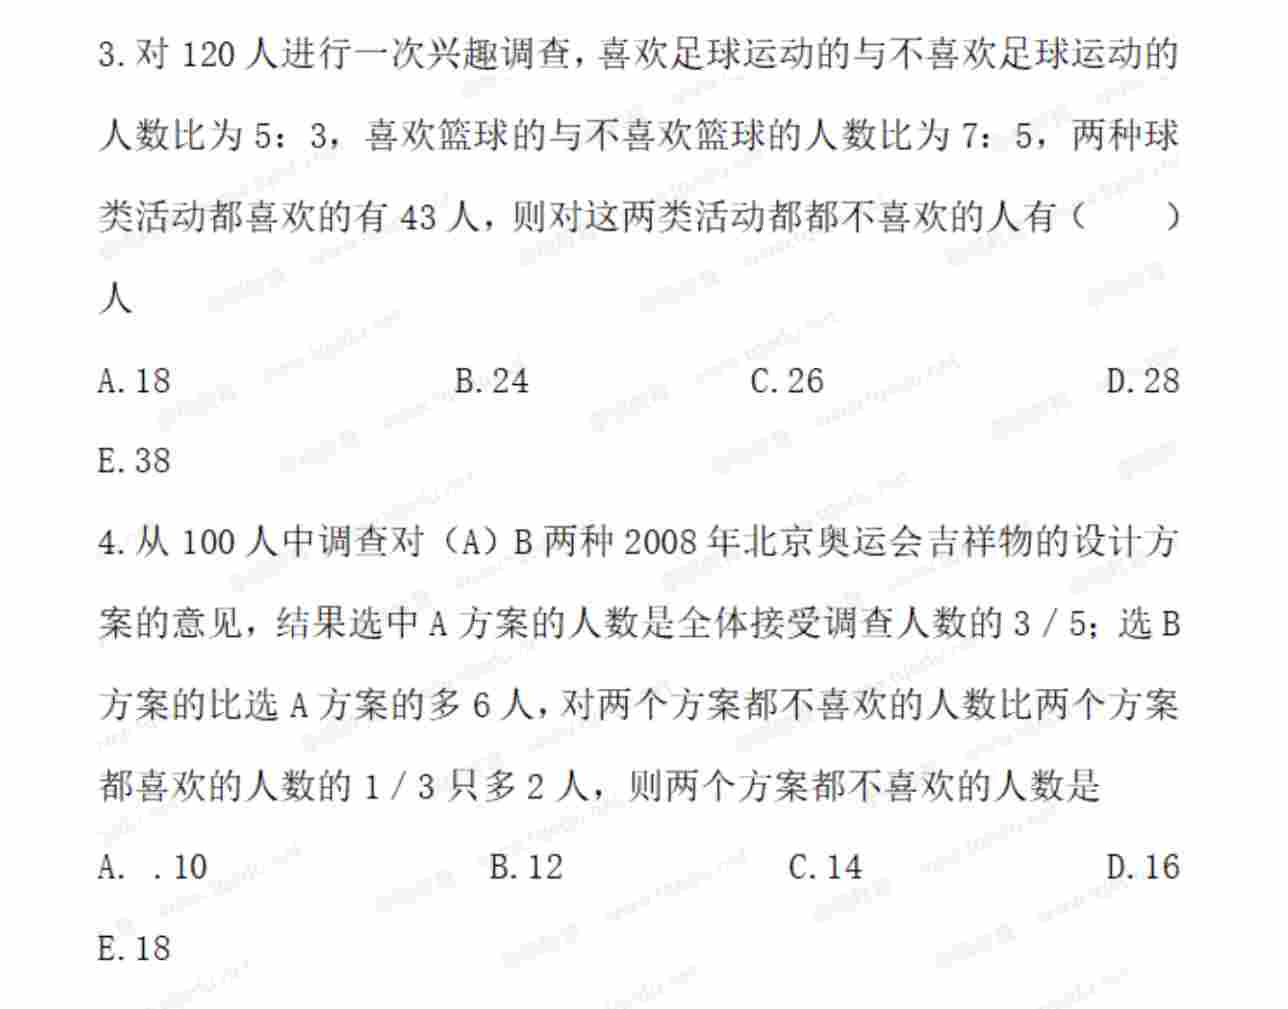 3.对 120 人进行一次兴趣调查，喜欢足球运动的与不喜欢足球运动的
人数比为 5：3，喜欢篮球的与不喜欢篮球的人数比为 7：5，两种球
类活动都喜欢的有 43 人，则对这两类活动都都不喜欢的人有（　　）
人
A.18 B.24 C.26 D.28
E.38
4.从 100 人中调查对（A）B 两种 2008 年北京奥运会吉祥物的设计方
案的意见，结果选中 A 方案的人数是全体接受调查人数的 3／5；选 B
方案的比选 A 方案的多 6 人，对两个方案都不喜欢的人数比两个方案
都喜欢的人数的 1／3 只多 2 人，则两个方案都不喜欢的人数是
A. .10 B.12 C.14 D.16
E.18